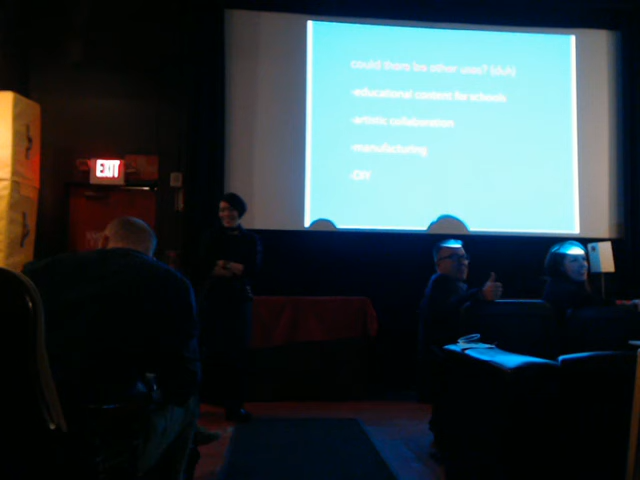 could there be other uses? (duh)
-educational content for schools
-artistic collaboration
-manufacturing
-DIY
EXIT